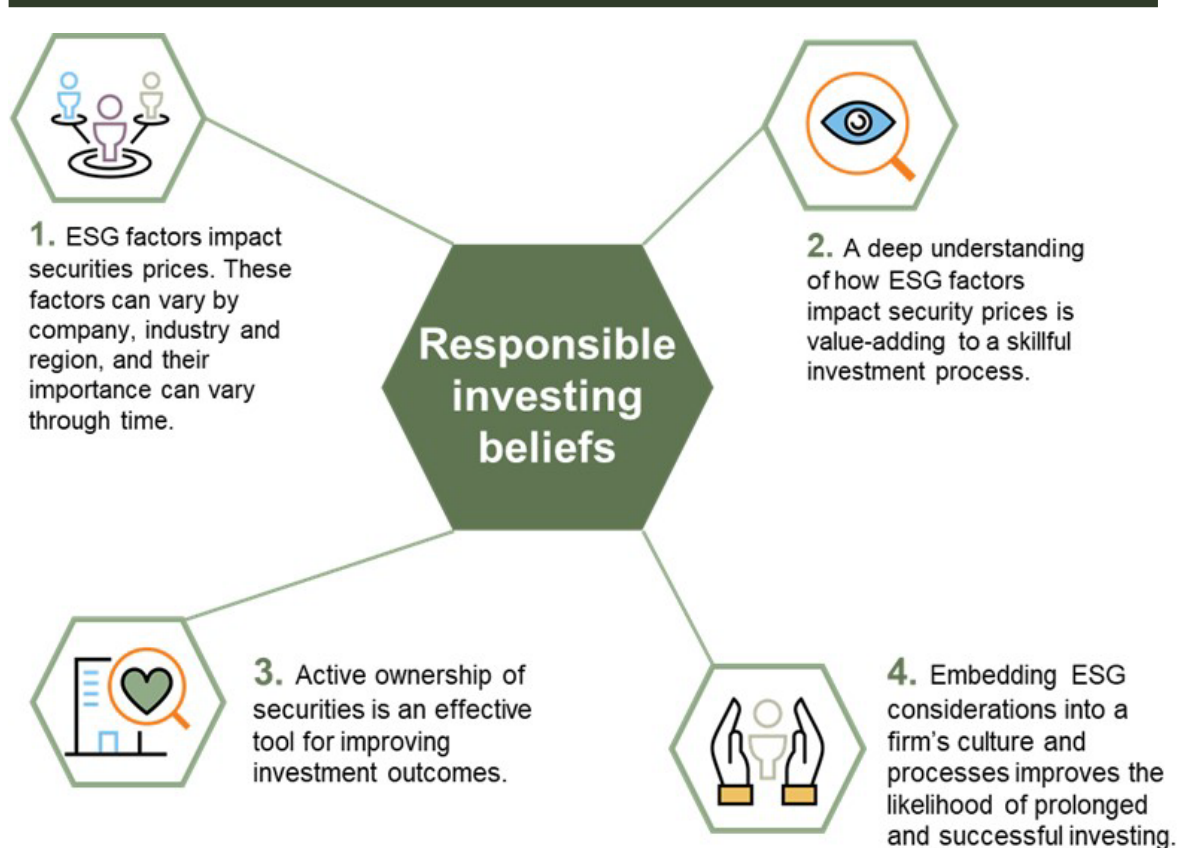 1. ESG factors impact
securities prices. These
factors can vary by
company, industry and
region, and their
importance can vary
through time.
2. A deep understanding
of how ESG factors
impact security prices is
value-adding to a skillful
investment process.
Responsible
investing
beliefs
3. Active ownership of
securities is an effective
tool for improving
investment outcomes.
4. Embedding ESG
considerations into a
firm's culture and
processes improves the
likelihood of prolonged
and successful investing.